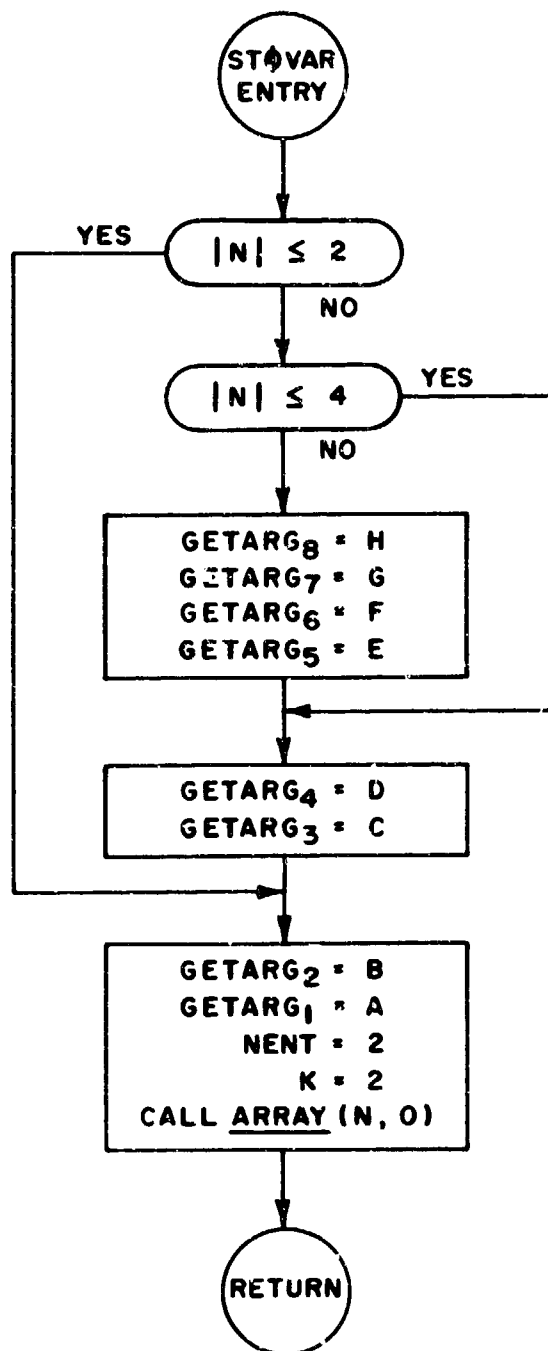 STØVAR
ENTRY
YES
|N| ≤ 2
NO
|N| ≤ 4
YES
NO
GETARG₈ = H
GETARG₇ = G
GETARG₆ = F
GETARG₅ = E
GETARG₄ = D
GETARG₃ = C
GETARG₂ = B
GETARG₁ = A
NENT = 2
K = 2
CALL ARRAY (N, 0)
RETURN